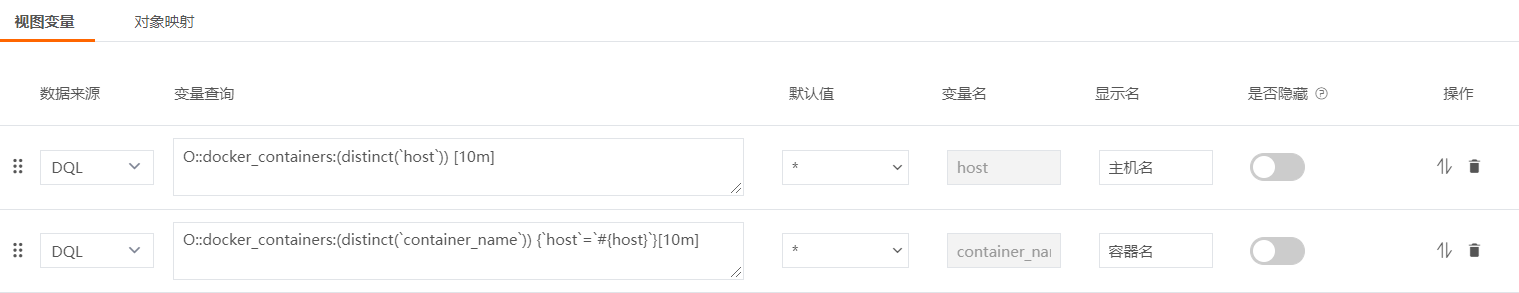 视图变量 对象映射
数据来源 变量查询 默认值 变量名 显示名 是否隐藏 操作
DQL O::docker_containers:(distinct(`host`)) [10m] * host 主机名
DQL O::docker_containers:(distinct(`container_name`)) {`host`=`#{host}`}[10m] * container_nar 容器名